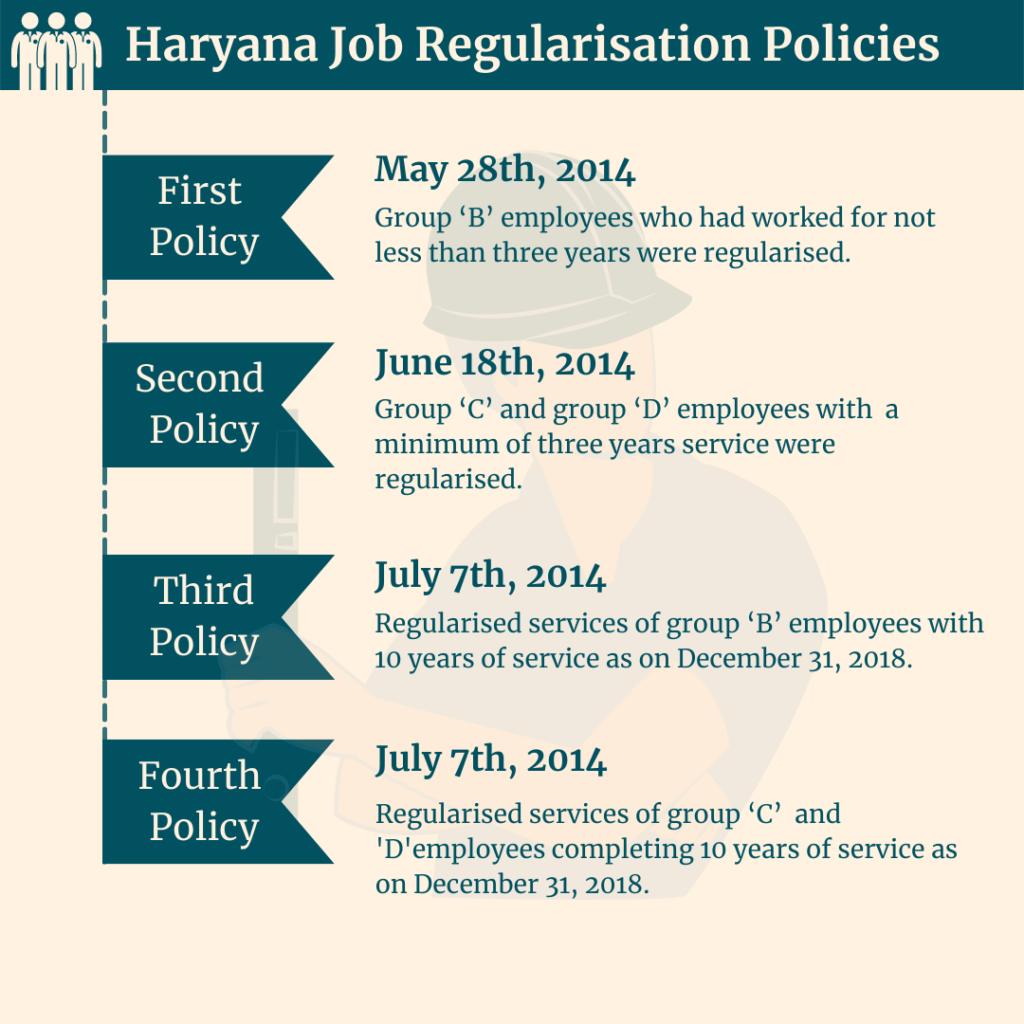 Haryana Job Regularisation Policies
First
Policy
May 28th, 2014
Group ‘B’ employees who had worked for not
less than three years were regularised.
Second
Policy
June 18th, 2014
Group ‘C’ and group ‘D’ employees with a
minimum of three years service were
regularised.
Third
Policy
July 7th, 2014
Regularised services of group ‘B’ employees with
10 years of service as on December 31, 2018.
Fourth
Policy
July 7th, 2014
Regularised services of group ‘C’ and
'D'employees completing 10 years of service as
on December 31, 2018.